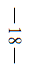 — 18 —